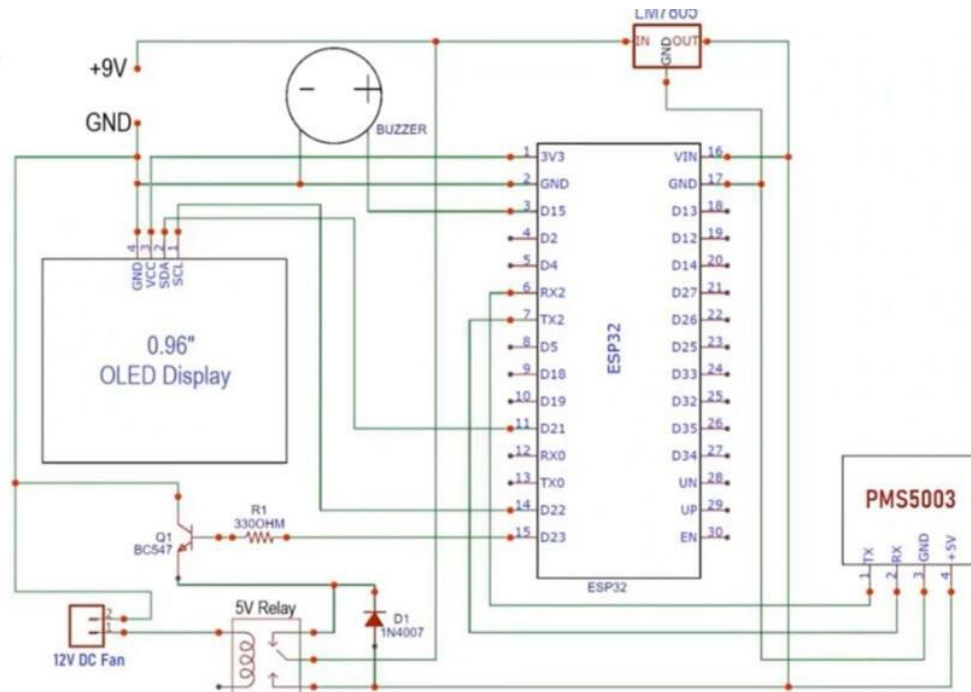 LM7805
IN
GND
OUT
+9V
GND
-
+
BUZZER
1
3V3
VIN
16
2
GND
GND
17
3
D15
D13
18
4
D2
D12
19
5
D4
D14
20
6
RX2
D27
21
7
TX2
D26
22
8
D5
D25
23
9
D18
D33
24
10
D19
D32
25
11
D21
D35
26
12
RX0
D34
27
13
TX0
UN
28
14
D22
UP
29
15
D23
EN
30
ESP32
ESP32
4
3
2
1
GND
VCC
SDA
SCL
0.96"
OLED Display
R1
330OHM
Q1
BC547
PMS5003
TX
RX
GND
+5V
1
2
3
4
5V Relay
D1
1N4007
2
1
12V DC Fan